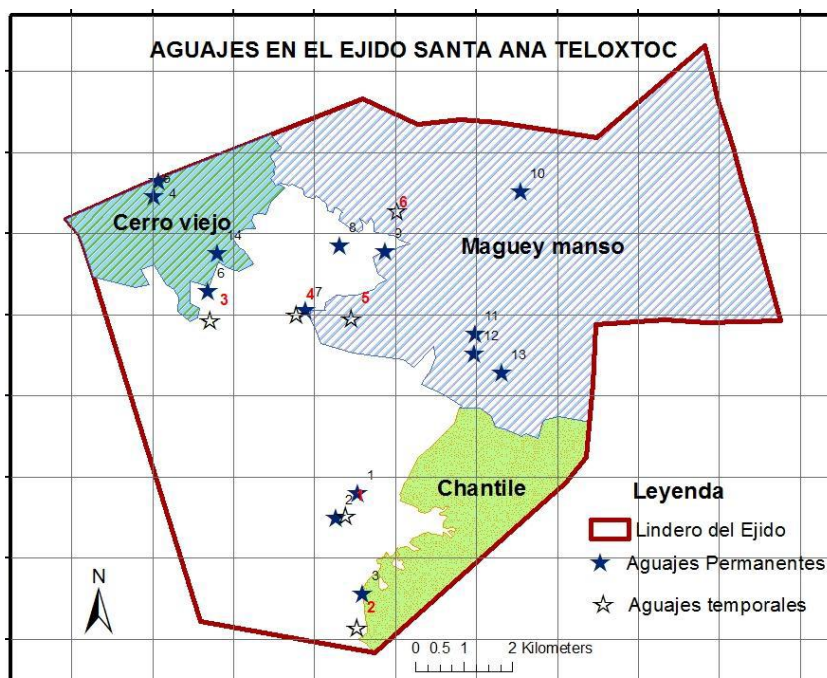 AGUAJES EN EL EJIDO SANTA ANA TELOXTOC
5
4
10
6
Cerro viejo
14
8
9
Maguey manso
6
3
4 7
5
11
12
13
1
Chantile
Leyenda
2
1
Lindero del Ejido
Aguajes Permanentes
3
N
2
Aguajes temporales
0 0.5 1 2 Kilometers